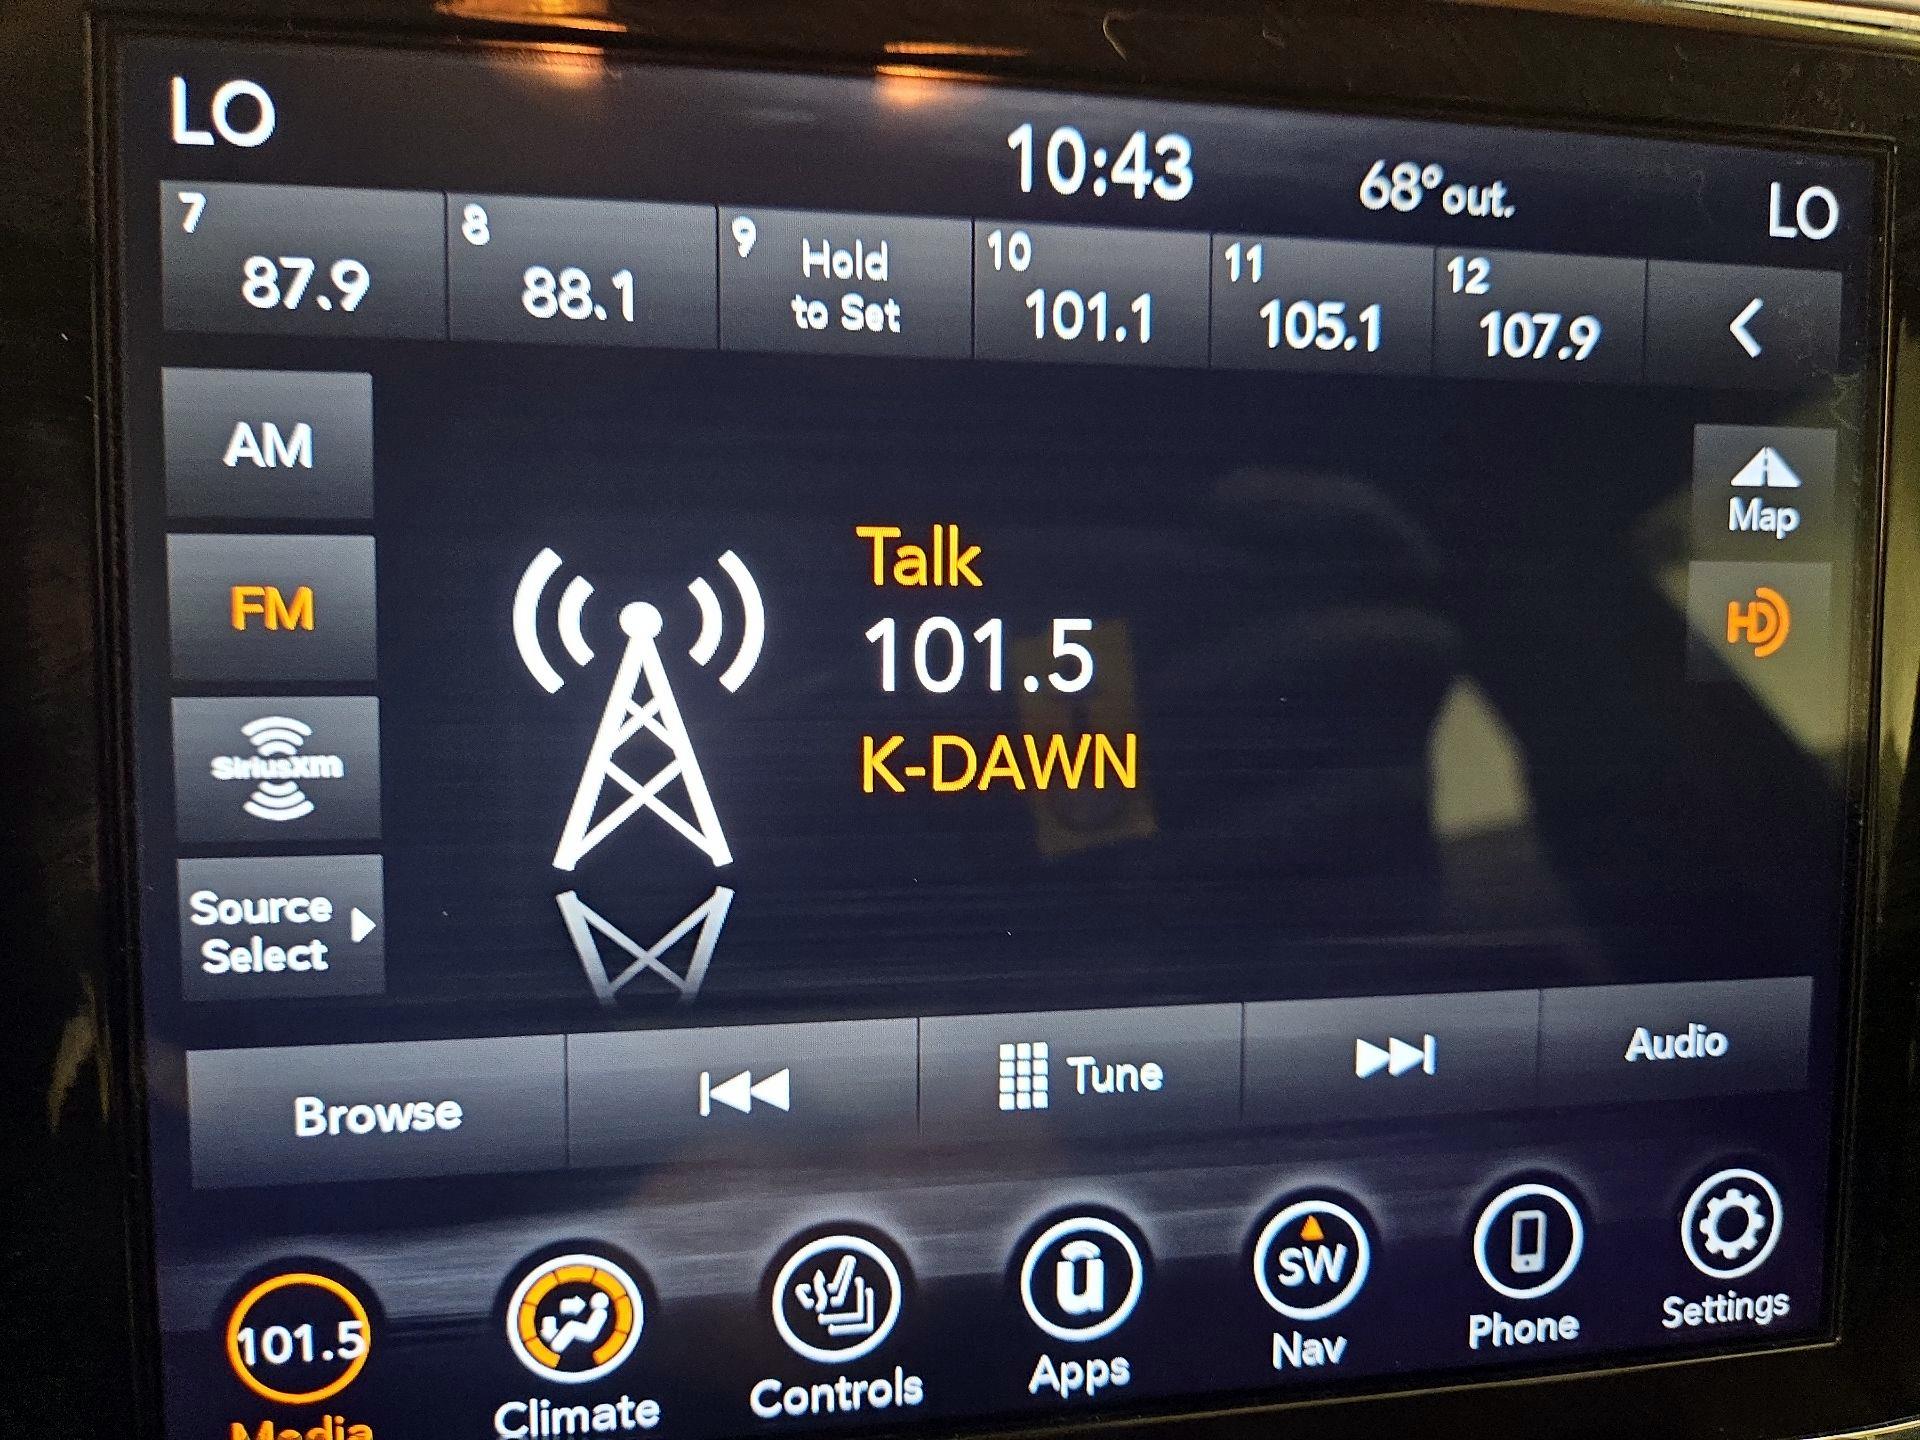 LO
10:43
68°out.
LO
7
87.9
8
88.1
9
Hold
to Set
10
101.1
11
105.1
12
107.9
AM
FM
SiriusXm
Source
Select
Talk
101.5
K-DAWN
Map
HD
Browse
Tune
Audio
101.5
Media
Climate
Controls
u
Apps
SW
Nav
Phone
Settings